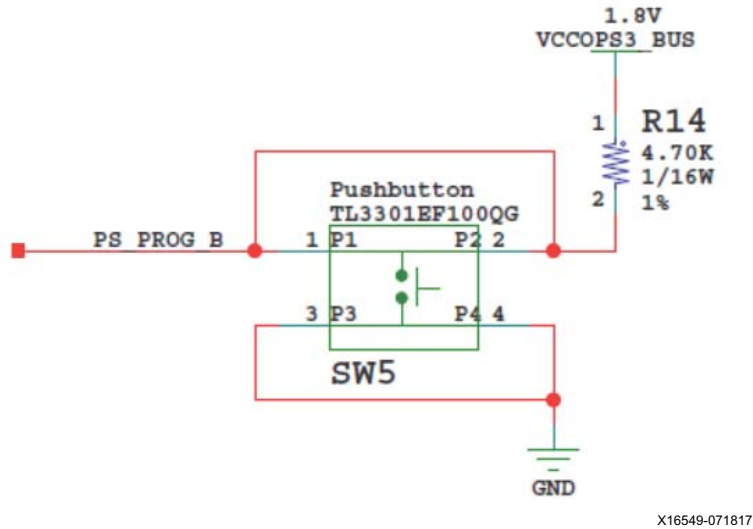 1.8V
VCCOPS3_BUS
1 R14
4.70K
1/16W
2 1%
Pushbutton
TL3301EF100QG
PS_PROG_B 1 P1 P2 2
3 P3 P4 4
SW5
GND
X16549-071817